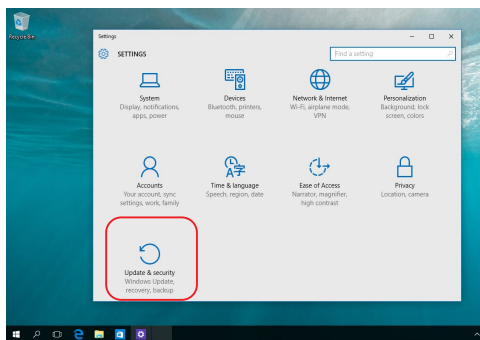 Recycle Bin
Settings
SETTINGS
Find a setting
System
Display, notifications,
apps, power
Devices
Bluetooth, printers,
mouse
Network & Internet
Wi-Fi, airplane mode,
VPN
Personalization
Background, lock
screen, colors
Accounts
Your account, sync
settings, work, family
Time & language
Speech, region, date
Ease of Access
Narrator, magnifier,
high contrast
Privacy
Location, camera
Update & security
Windows Update,
recovery, backup